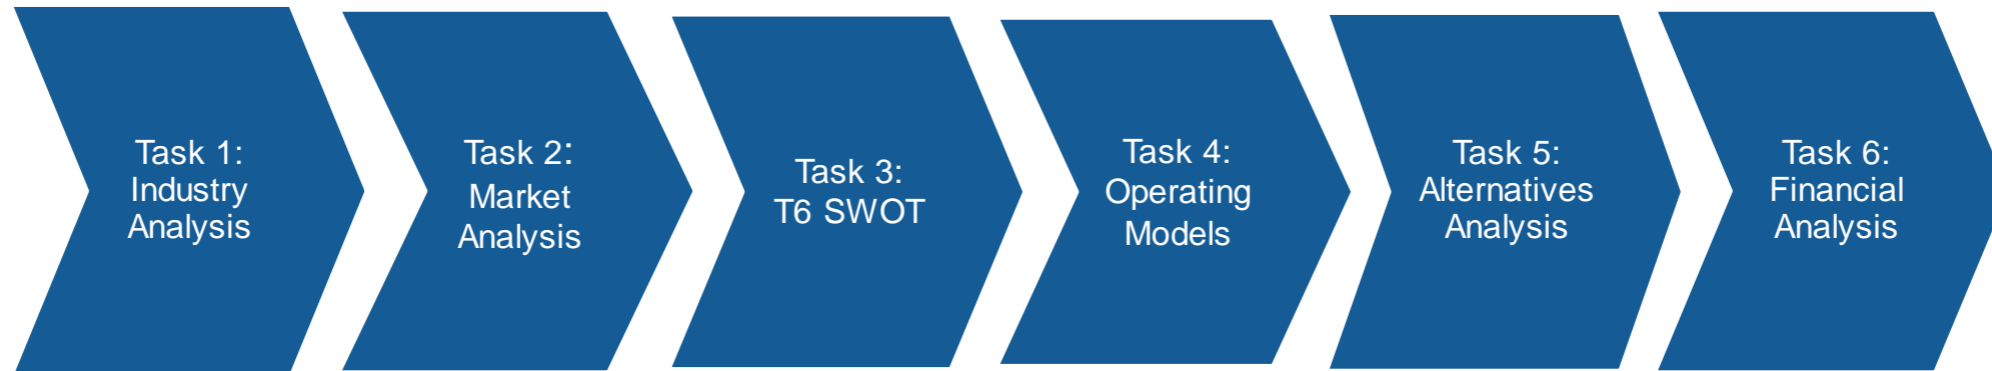 Task 1:
Industry
Analysis
Task 2:
Market
Analysis
Task 3:
T6 SWOT
Task 4:
Operating
Models
Task 5:
Alternatives
Analysis
Task 6:
Financial
Analysis